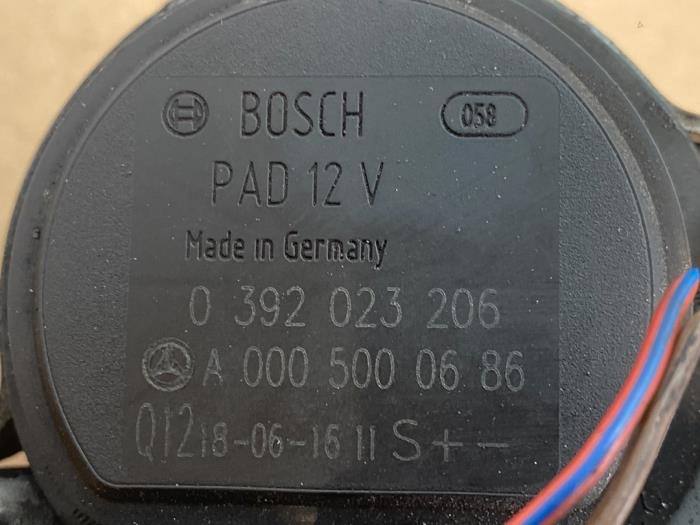 BOSCH 058
PAD 12 V
Made in Germany
0 392 023 206
A 000 500 06 86
Q12 18-06-16 11 S + -